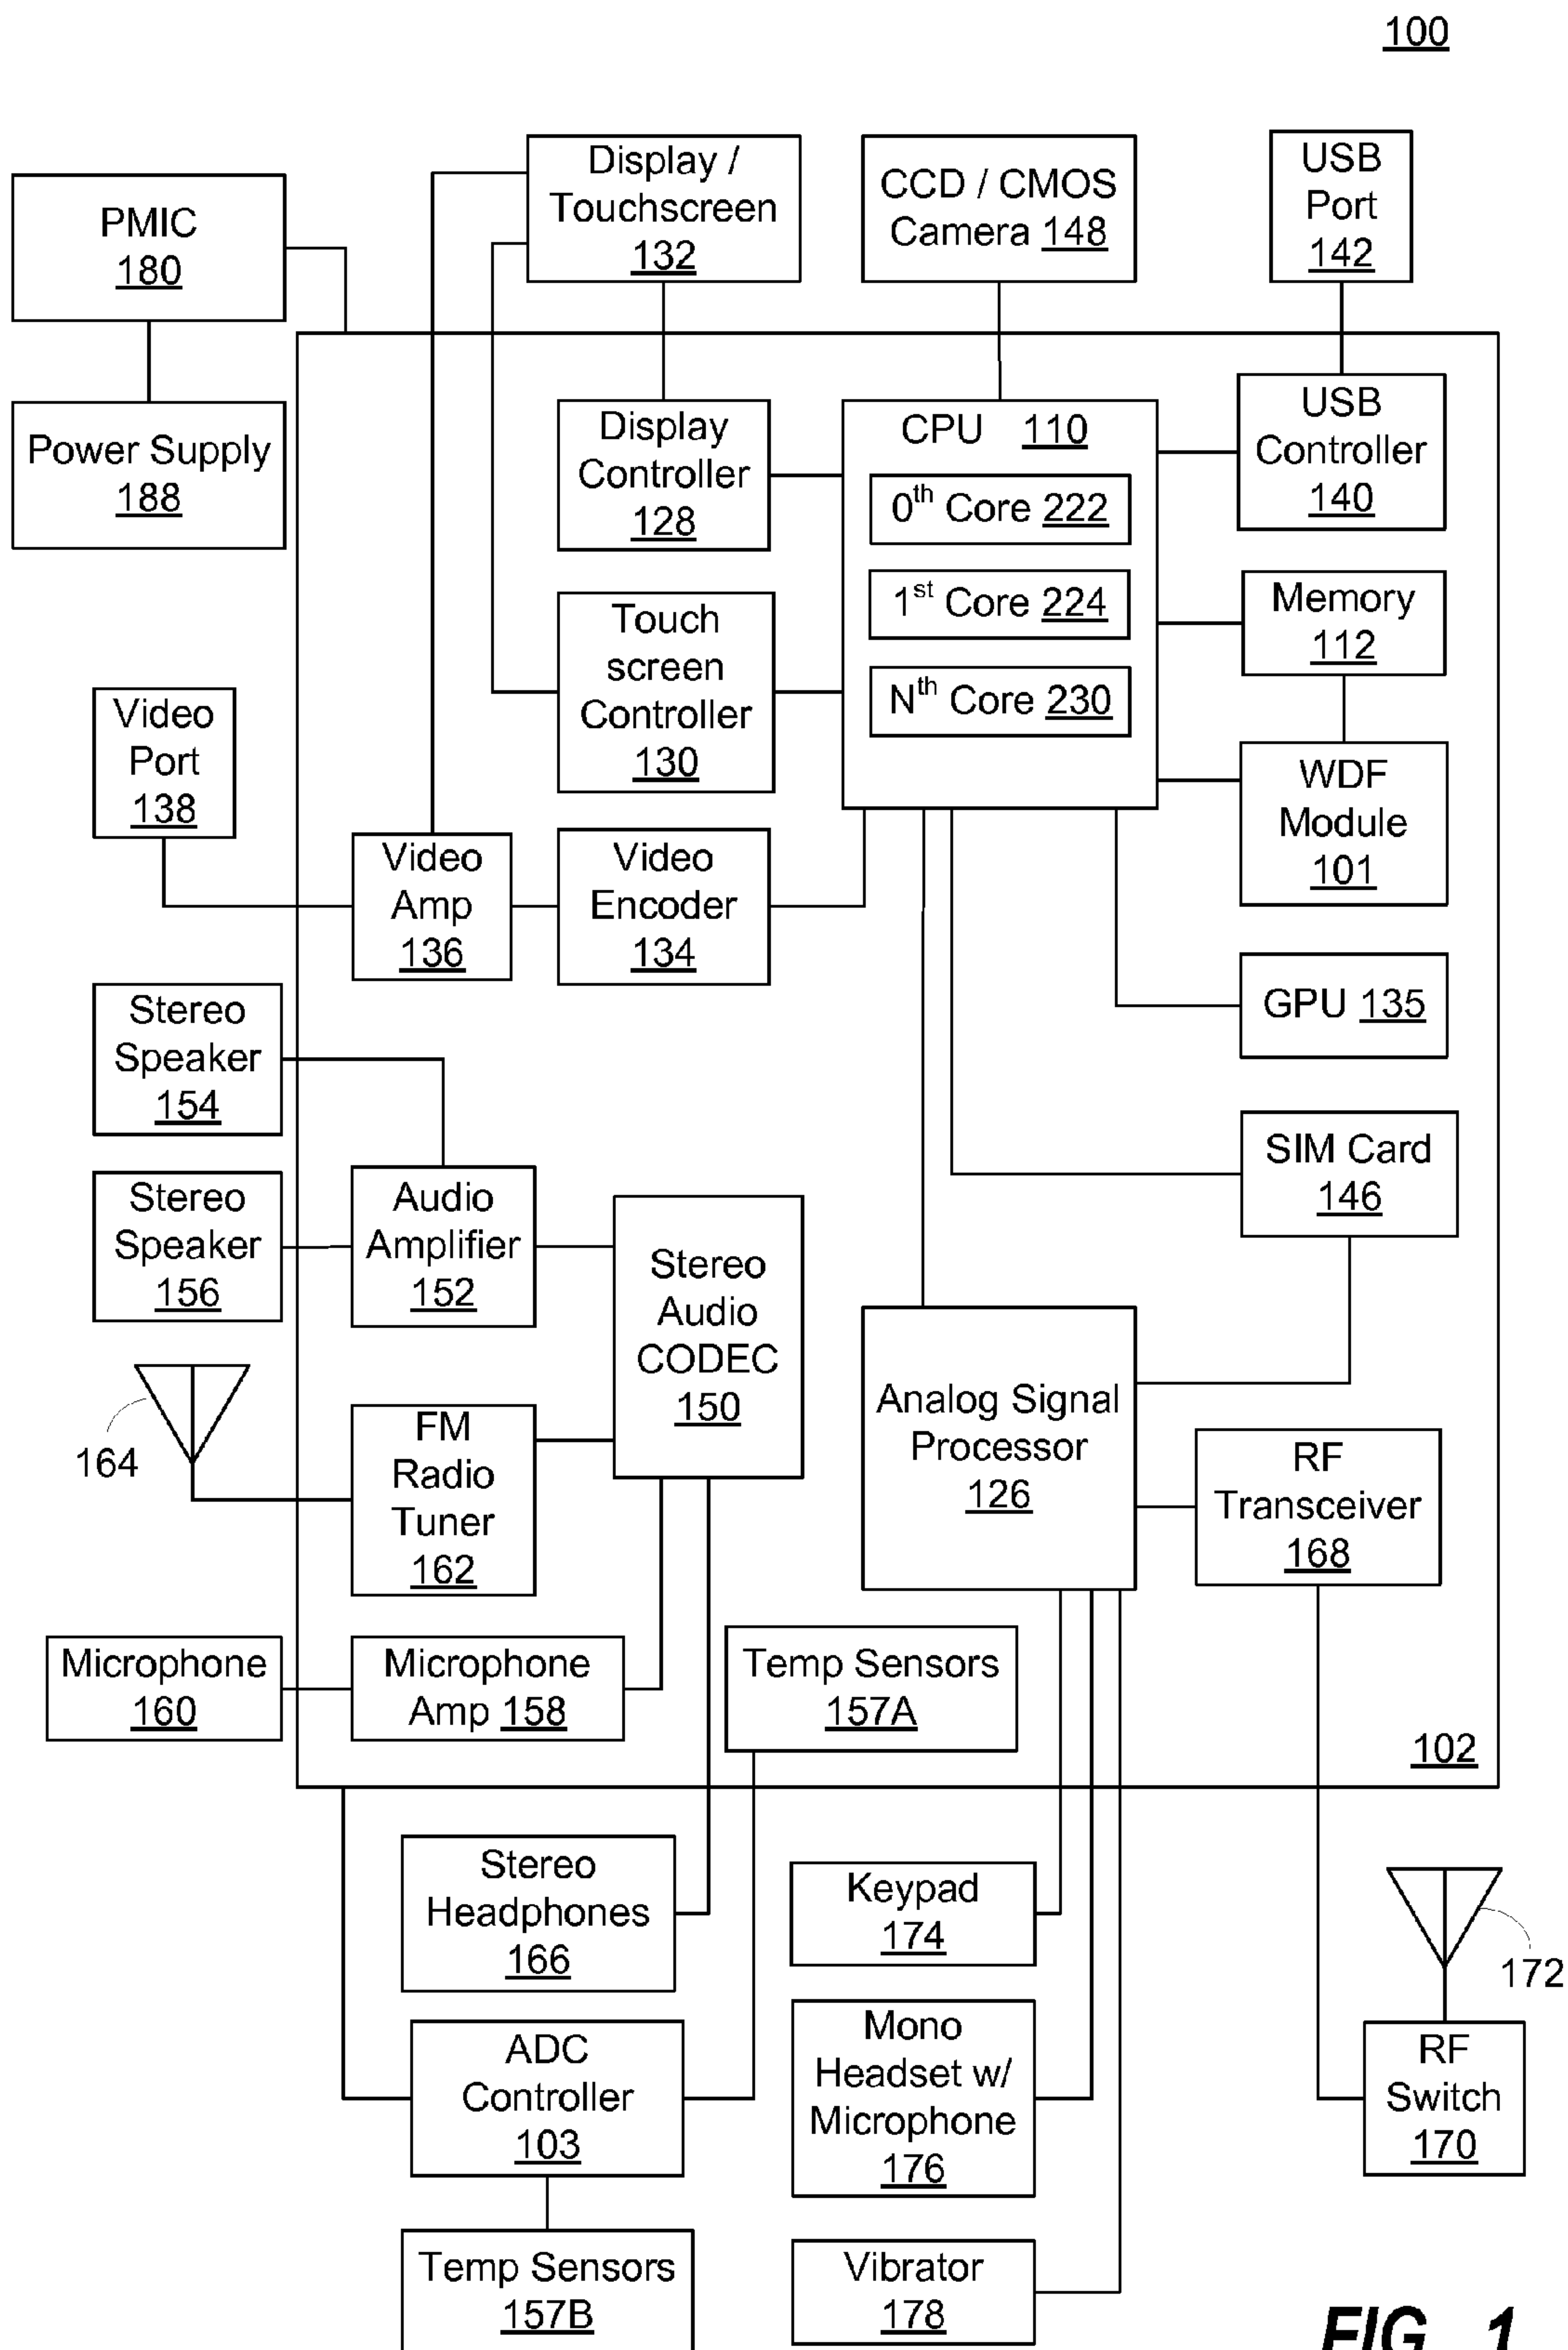 100
PMIC
180
Power Supply
188
Display /
Touchscreen
132
CCD / CMOS
Camera 148
USB
Port
142
Display
Controller
128
CPU 110
0th Core 222
1st Core 224
Nth Core 230
USB
Controller
140
Touch
screen
Controller
130
Memory
112
WDF
Module
101
Video
Port
138
Video
Amp
136
Video
Encoder
134
GPU 135
Stereo
Speaker
154
SIM Card
146
Stereo
Speaker
156
Audio
Amplifier
152
Stereo
Audio
CODEC
150
164
FM
Radio
Tuner
162
Analog Signal
Processor
126
RF
Transceiver
168
Microphone
160
Microphone
Amp 158
Temp Sensors
157A
102
Stereo
Headphones
166
Keypad
174
172
ADC
Controller
103
Mono
Headset w/
Microphone
176
RF
Switch
170
Temp Sensors
157B
Vibrator
178
FIG. 1